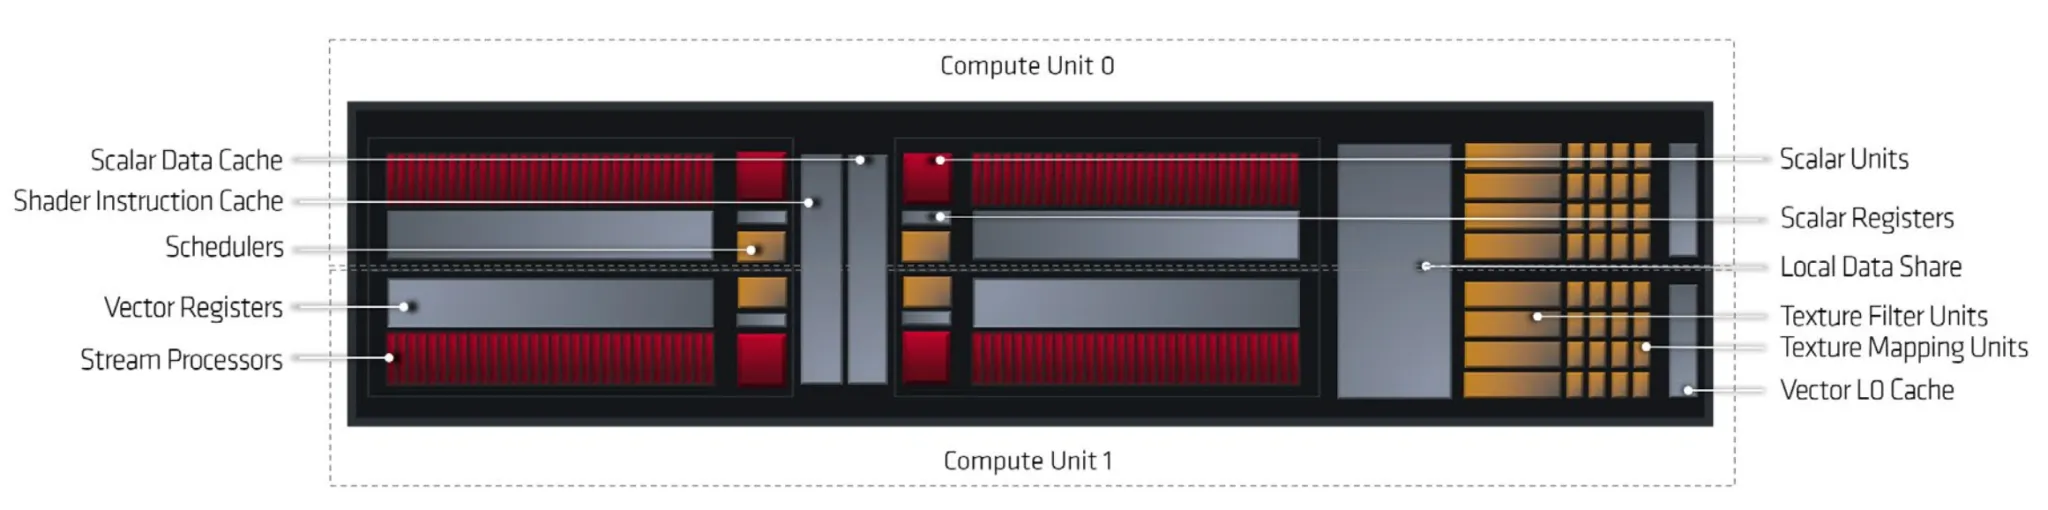 Compute Unit 0
Scalar Data Cache
Shader Instruction Cache
Schedulers
Vector Registers
Stream Processors
Scalar Units
Scalar Registers
Local Data Share
Texture Filter Units
Texture Mapping Units
Vector L0 Cache
Compute Unit 1